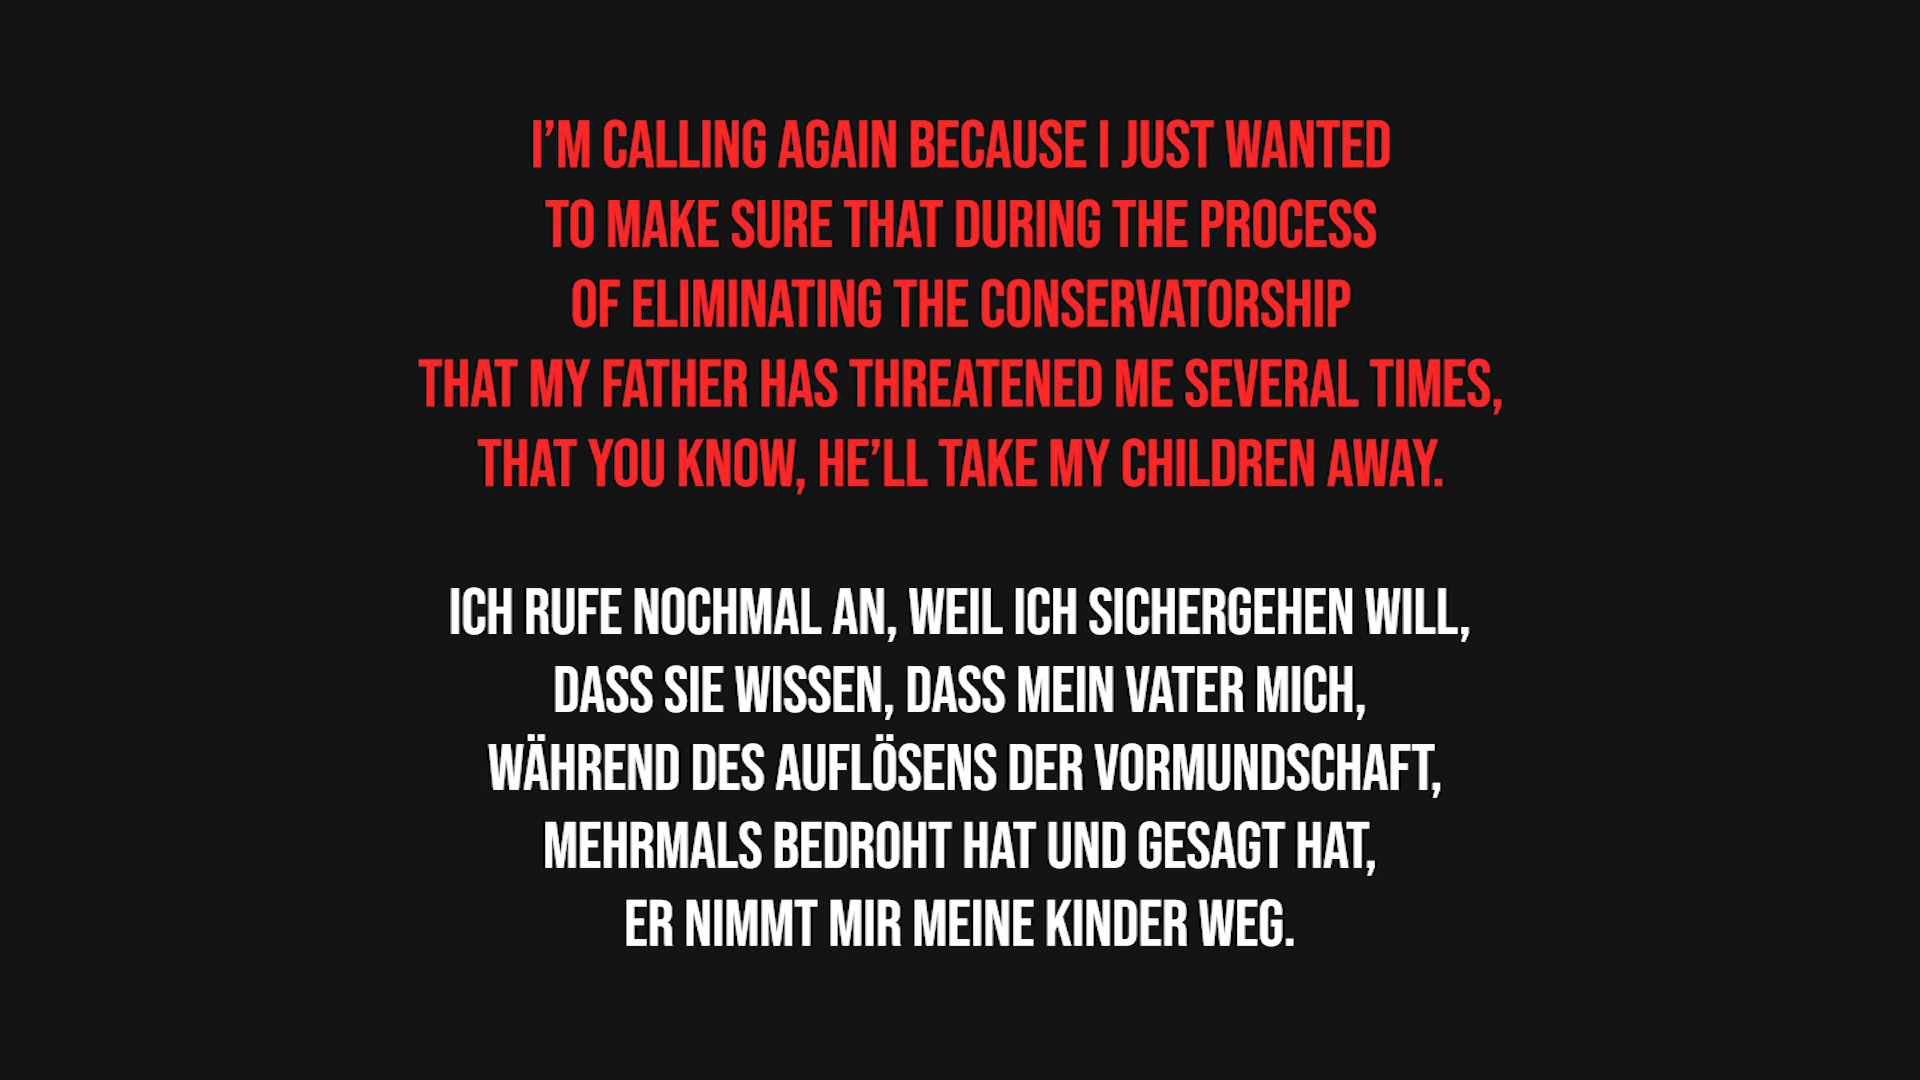 I’M CALLING AGAIN BECAUSE I JUST WANTED
TO MAKE SURE THAT DURING THE PROCESS
OF ELIMINATING THE CONSERVATORSHIP
THAT MY FATHER HAS THREATENED ME SEVERAL TIMES,
THAT YOU KNOW, HE’LL TAKE MY CHILDREN AWAY.
ICH RUFE NOCHMAL AN, WEIL ICH SICHERGEHEN WILL,
DASS SIE WISSEN, DASS MEIN VATER MICH,
WÄHREND DES AUFLÖSENS DER VORMUNDSCHAFT,
MEHRMALS BEDROHT HAT UND GESAGT HAT,
ER NIMMT MIR MEINE KINDER WEG.